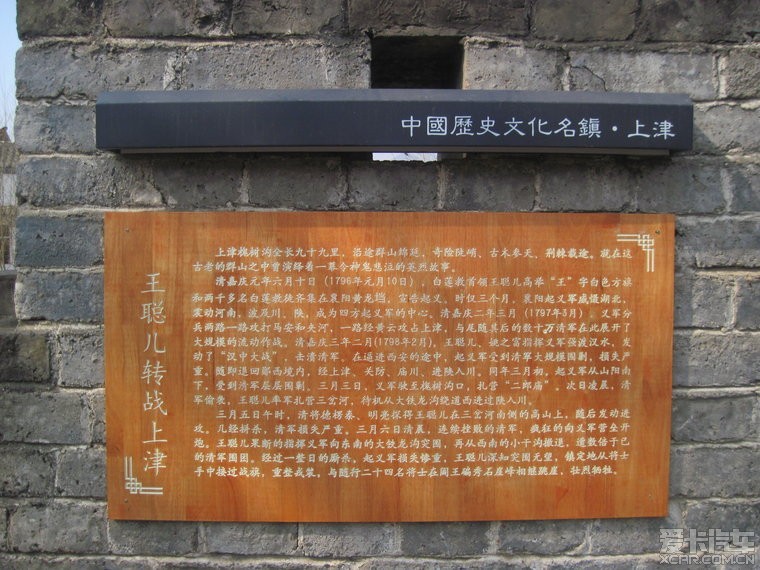 中國歷史文化名鎮·上津
王聪儿转战上津
上津槐树沟全长九十九里，沿途群山绵延，奇险陡峭，古木参天，荆棘载途。就在这
古老的群山之中曾演绎着一幕令神鬼悲泣的英烈故事。
清嘉庆元年六月十日（1796年元月10日），白莲教首领王聪儿高举“王”字白色方旗
和两千多名白莲教徒齐集在襄阳黄龙垱，宣告起义。时仅三个月，襄阳起义军威慑湖北，
震动河南，波及川、陕，成为四方起义军的中心。清嘉庆二年三月（1797年3月），义军分
兵两路一路攻打马安和夹河，一路经黄云攻占上津，与尾随其后的数十万清军在此展开了
大规模的流动作战。清嘉庆三年二月(1798年2月)，王聪儿、姚之富指挥义军强渡汉水，发
动了“汉中大战”，击溃清军。在逼进西安的途中，起义军受到清军大规模围剿，损失严
重。随即退回郧西境内，经上津、关防、庙川、进陕入川。同年三月初，起义军从山阳南
下，受到清军层层围剿。三月三日，义军驶至槐树沟口，扎营“二郎庙”。次日凌晨，清
军偷袭，王聪儿率军扎营三岔河，待机从大铁龙沟绕道西进过陕入川。
三月五日午时，清将德楞泰、明亮探得王聪儿在三岔河南侧的高山上，随后发动进
攻。几经拼杀，清军损失严重。三月六日清晨，连续挫败的清军，疯狂的向义军营垒开
炮。王聪儿果断的指挥义军向东南的大铁龙沟突围，再从西南的小干沟撤退，遭数倍于己
的清军围困。经过一整日的厮杀，起义军损失惨重，王聪儿深知突围无望，镇定地从将士
手中接过战旗，重整戎装，与随行二十四名将士在阎王碥秀石崖峰相继跳崖，壮烈牺牲。
爱卡汽车
XCAR.COM.CN